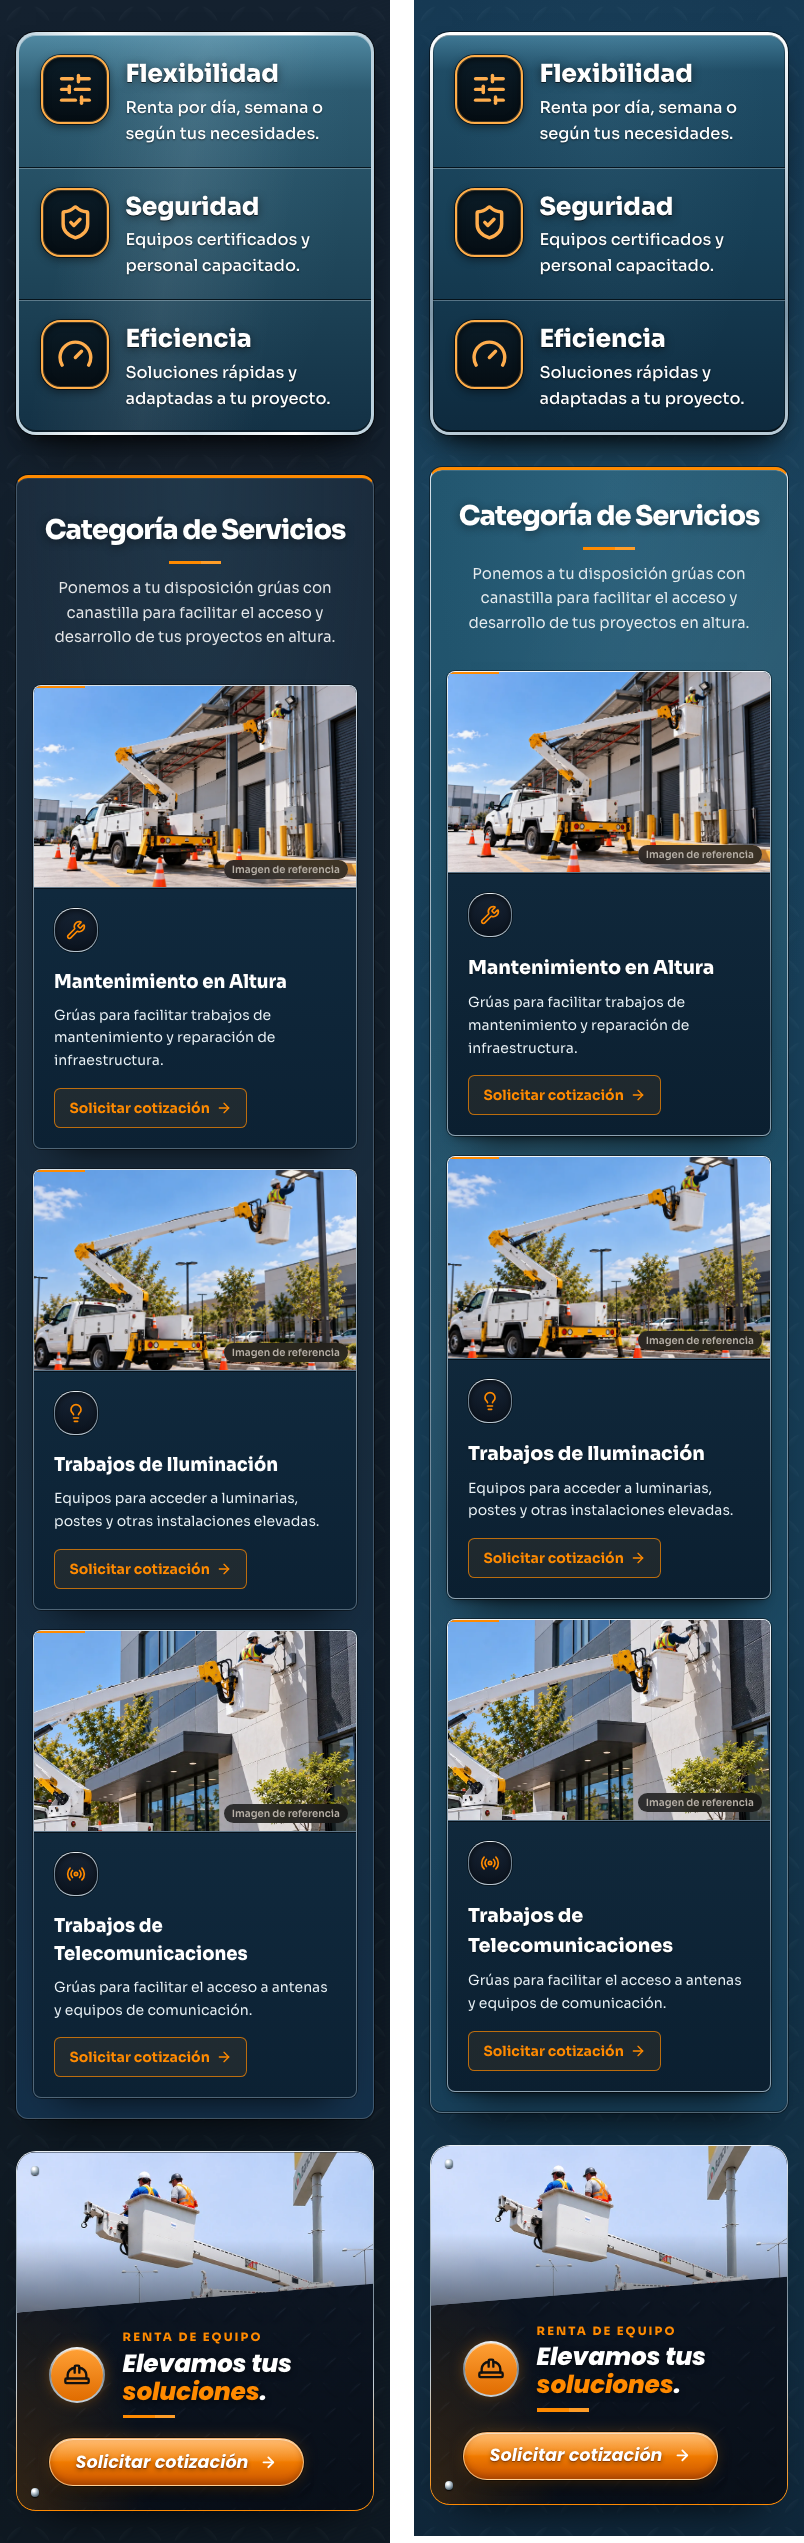 Flexibilidad
Renta por día, semana o
según tus necesidades.
Seguridad
Equipos certificados y
personal capacitado.
Eficiencia
Soluciones rápidas y
adaptadas a tu proyecto.
Categoría de Servicios
Ponemos a tu disposición grúas con
canastilla para facilitar el acceso y
desarrollo de tus proyectos en altura.
Imagen de referencia
Mantenimiento en Altura
Grúas para facilitar trabajos de
mantenimiento y reparación de
infraestructura.
Solicitar cotización
Imagen de referencia
Trabajos de Iluminación
Equipos para acceder a luminarias,
postes y otras instalaciones elevadas.
Solicitar cotización
Imagen de referencia
Trabajos de
Telecomunicaciones
Grúas para facilitar el acceso a antenas
y equipos de comunicación.
Solicitar cotización
RENTA DE EQUIPO
Elevamos tus
soluciones.
Solicitar cotización
Flexibilidad
Renta por día, semana o
según tus necesidades.
Seguridad
Equipos certificados y
personal capacitado.
Eficiencia
Soluciones rápidas y
adaptadas a tu proyecto.
Categoría de Servicios
Ponemos a tu disposición grúas con
canastilla para facilitar el acceso y
desarrollo de tus proyectos en altura.
Imagen de referencia
Mantenimiento en Altura
Grúas para facilitar trabajos de
mantenimiento y reparación de
infraestructura.
Solicitar cotización
Imagen de referencia
Trabajos de Iluminación
Equipos para acceder a luminarias,
postes y otras instalaciones elevadas.
Solicitar cotización
Imagen de referencia
Trabajos de
Telecomunicaciones
Grúas para facilitar el acceso a antenas
y equipos de comunicación.
Solicitar cotización
RENTA DE EQUIPO
Elevamos tus
soluciones.
Solicitar cotización